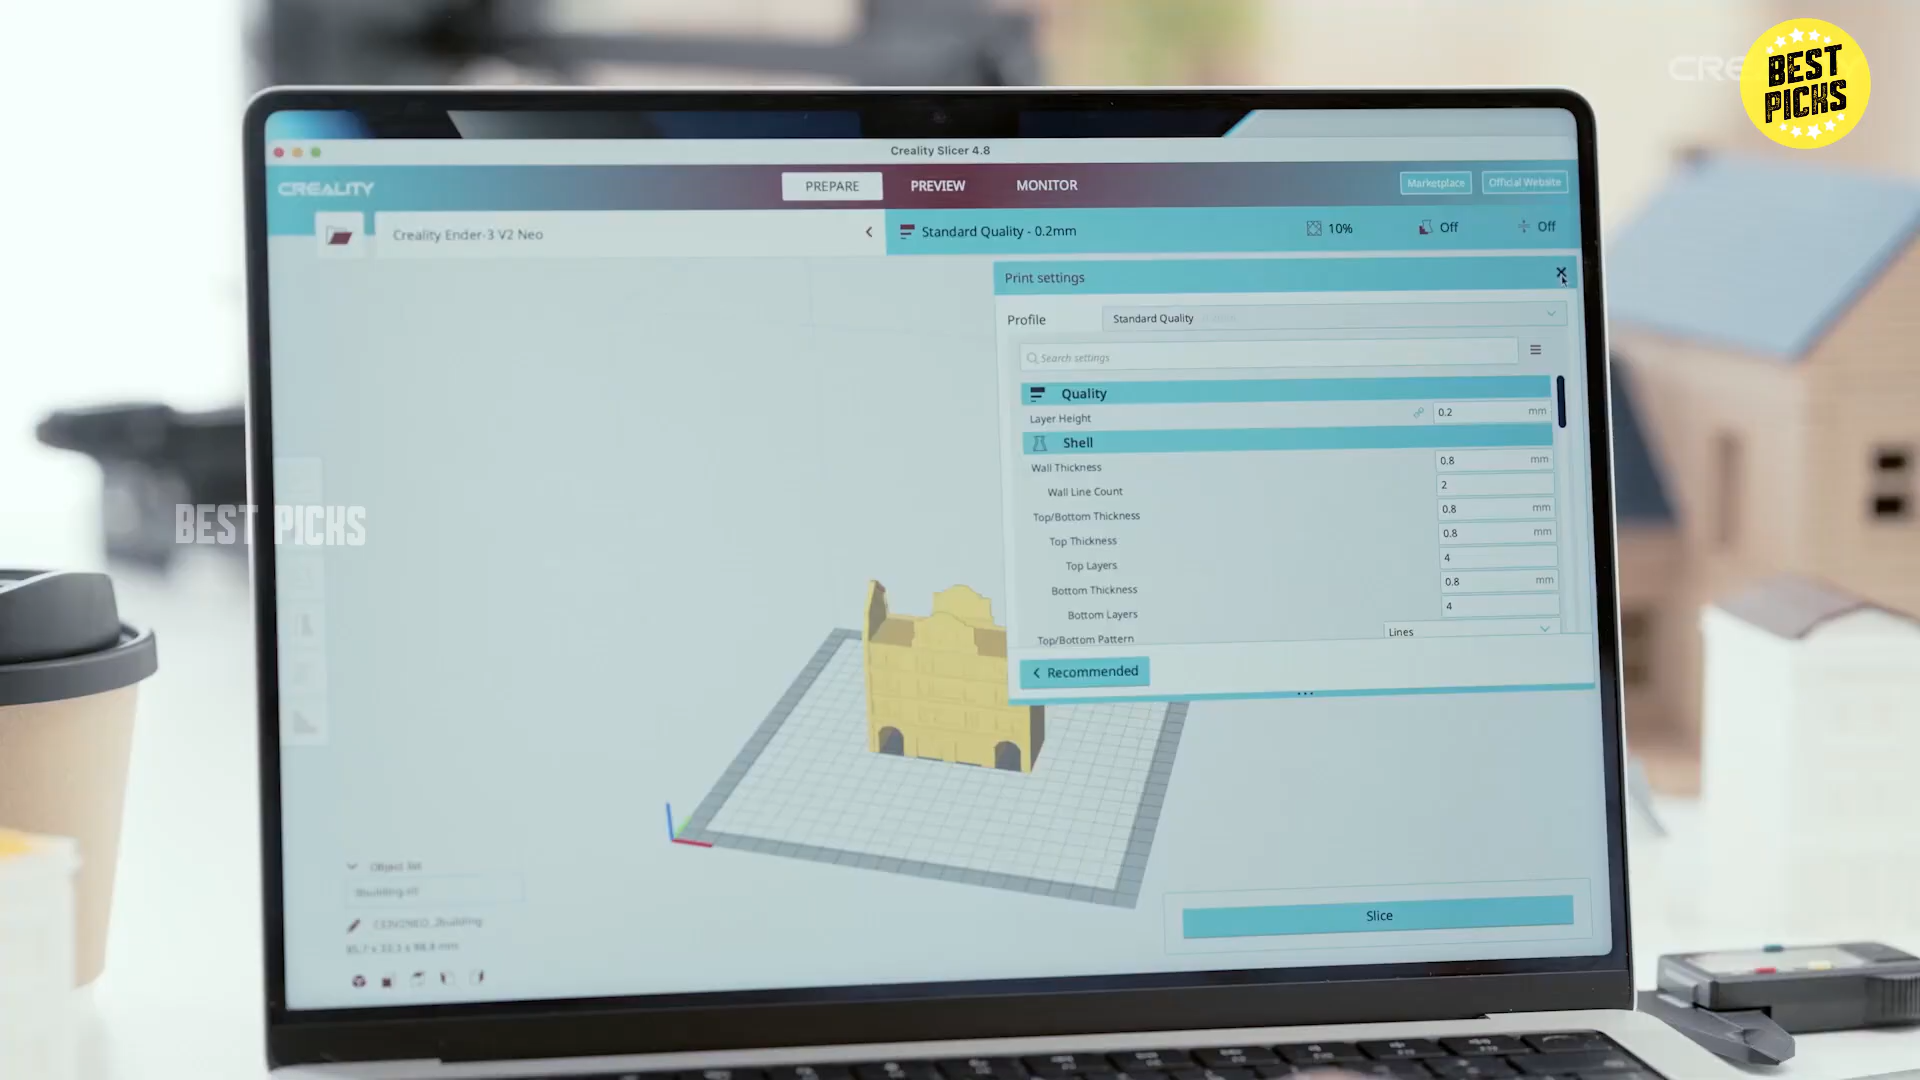 BEST
PICKS
Creality Slicer 4.8
CREALITY
PREPARE
PREVIEW
MONITOR
Marketplace
Official Website
Creality Ender-3 V2 Neo
Standard Quality - 0.2mm
10%
Off
Off
Print settings
Profile
Standard Quality
Search settings
Quality
Layer Height
0.2 mm
Shell
Wall Thickness
0.8 mm
Wall Line Count
2
Top/Bottom Thickness
0.8 mm
Top Thickness
0.8 mm
Top Layers
4
Bottom Thickness
0.8 mm
Bottom Layers
4
Top/Bottom Pattern
Lines
Recommended
BEST PICKS
Object list
Slice